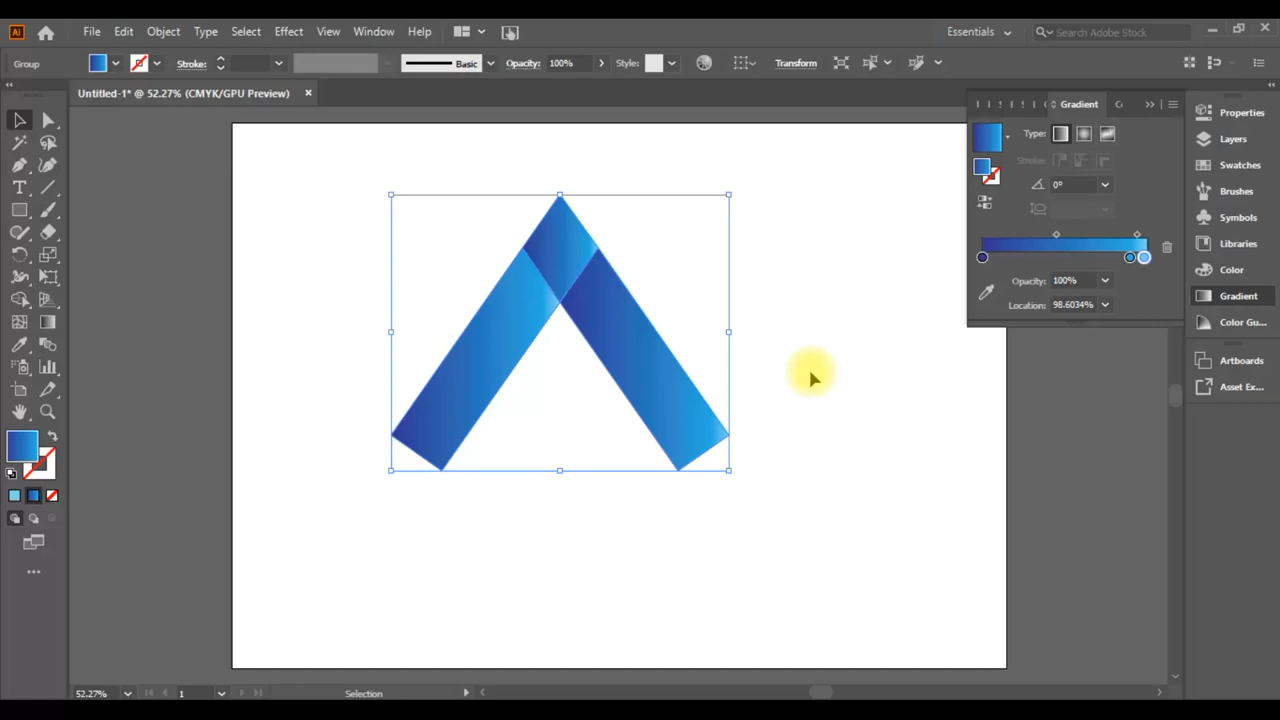 Ai File Edit Object Type Select Effect View Window Help Essentials Search Adobe Stock
Group Stroke: Basic Opacity: 100% Style: Transform
Untitled-1* @ 52.27% (CMYK/GPU Preview) ×
Gradient
Type:
Stroke:
0°
Opacity: 100%
Location: 98.6034%
Properties
Layers
Swatches
Brushes
Symbols
Libraries
Color
Gradient
Color Gu...
Artboards
Asset Ex...
52.27% 1 Selection